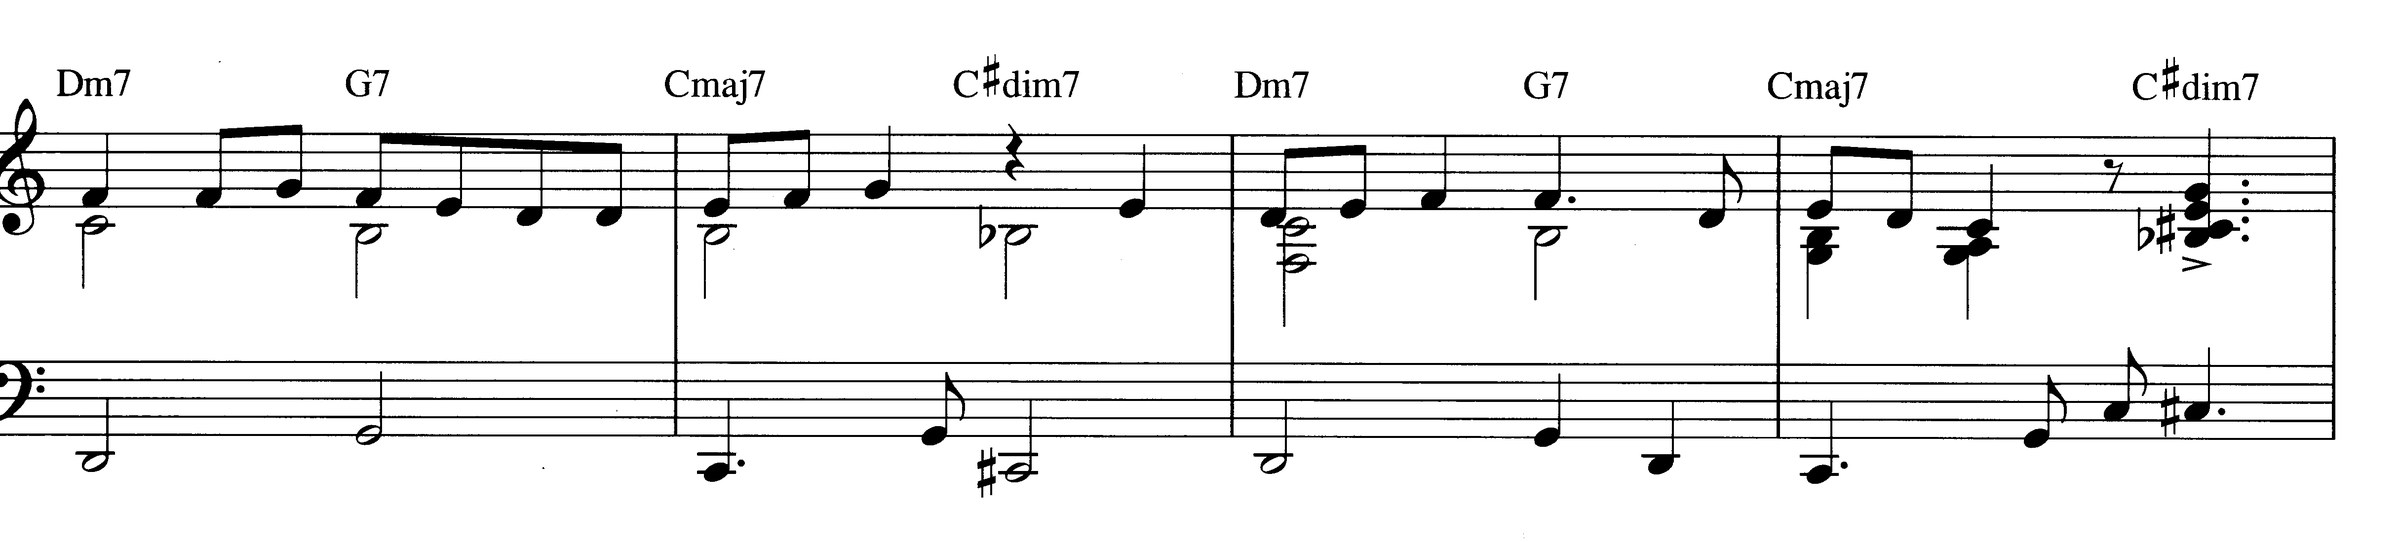 Dm7 G7 Cmaj7 C♯dim7 Dm7 G7 Cmaj7 C♯dim7